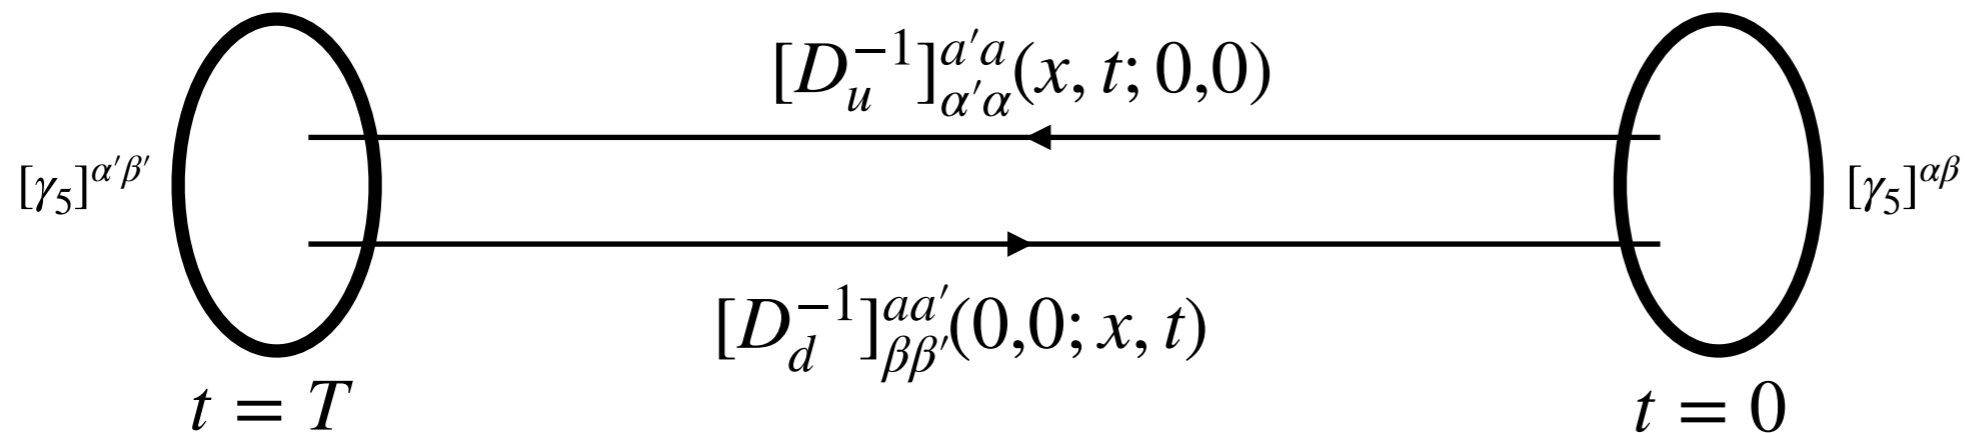 [D_u^{-1}]^{a′a}_{α′α}(x, t; 0,0)
[γ_5]^{α′β′}
[γ_5]^{αβ}
[D_d^{-1}]^{aa′}_{ββ′}(0,0; x, t)
t = T
t = 0